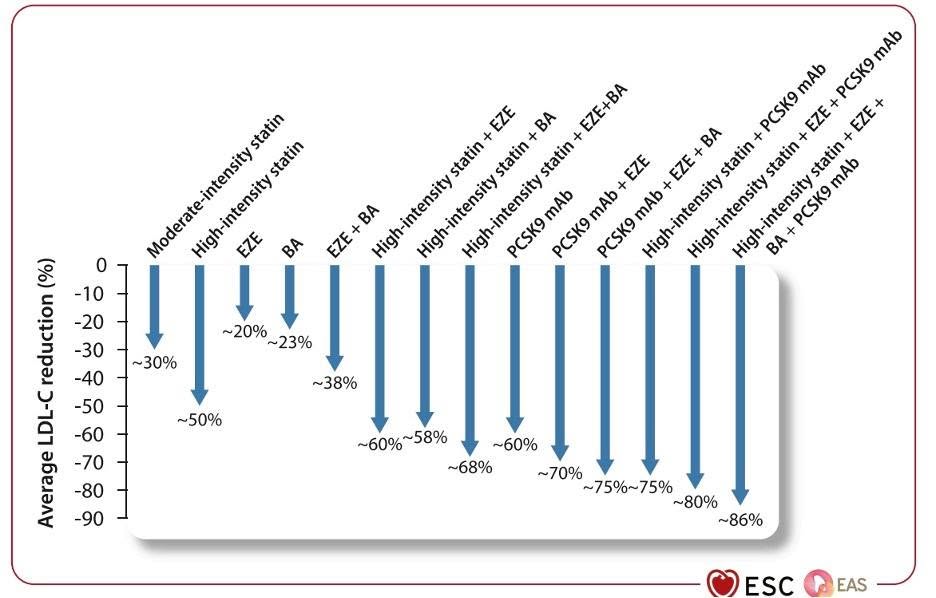 Moderate-intensity statin
High-intensity statin
EZE
BA
EZE + BA
High-intensity statin + EZE
High-intensity statin + BA
High-intensity statin + EZE+BA
PCSK9 mAb
PCSK9 mAb + EZE
PCSK9 mAb + EZE + BA
High-intensity statin + PCSK9 mAb
High-intensity statin + EZE + PCSK9 mAb
High-intensity statin + EZE +
BA + PCSK9 mAb
Average LDL-C reduction (%)
0
-10
-20
-30
-40
-50
-60
-70
-80
-90
~30%
~50%
~20%
~23%
~38%
~60%
~58%
~68%
~60%
~70%
~75%
~75%
~80%
~86%
ESC
EAS